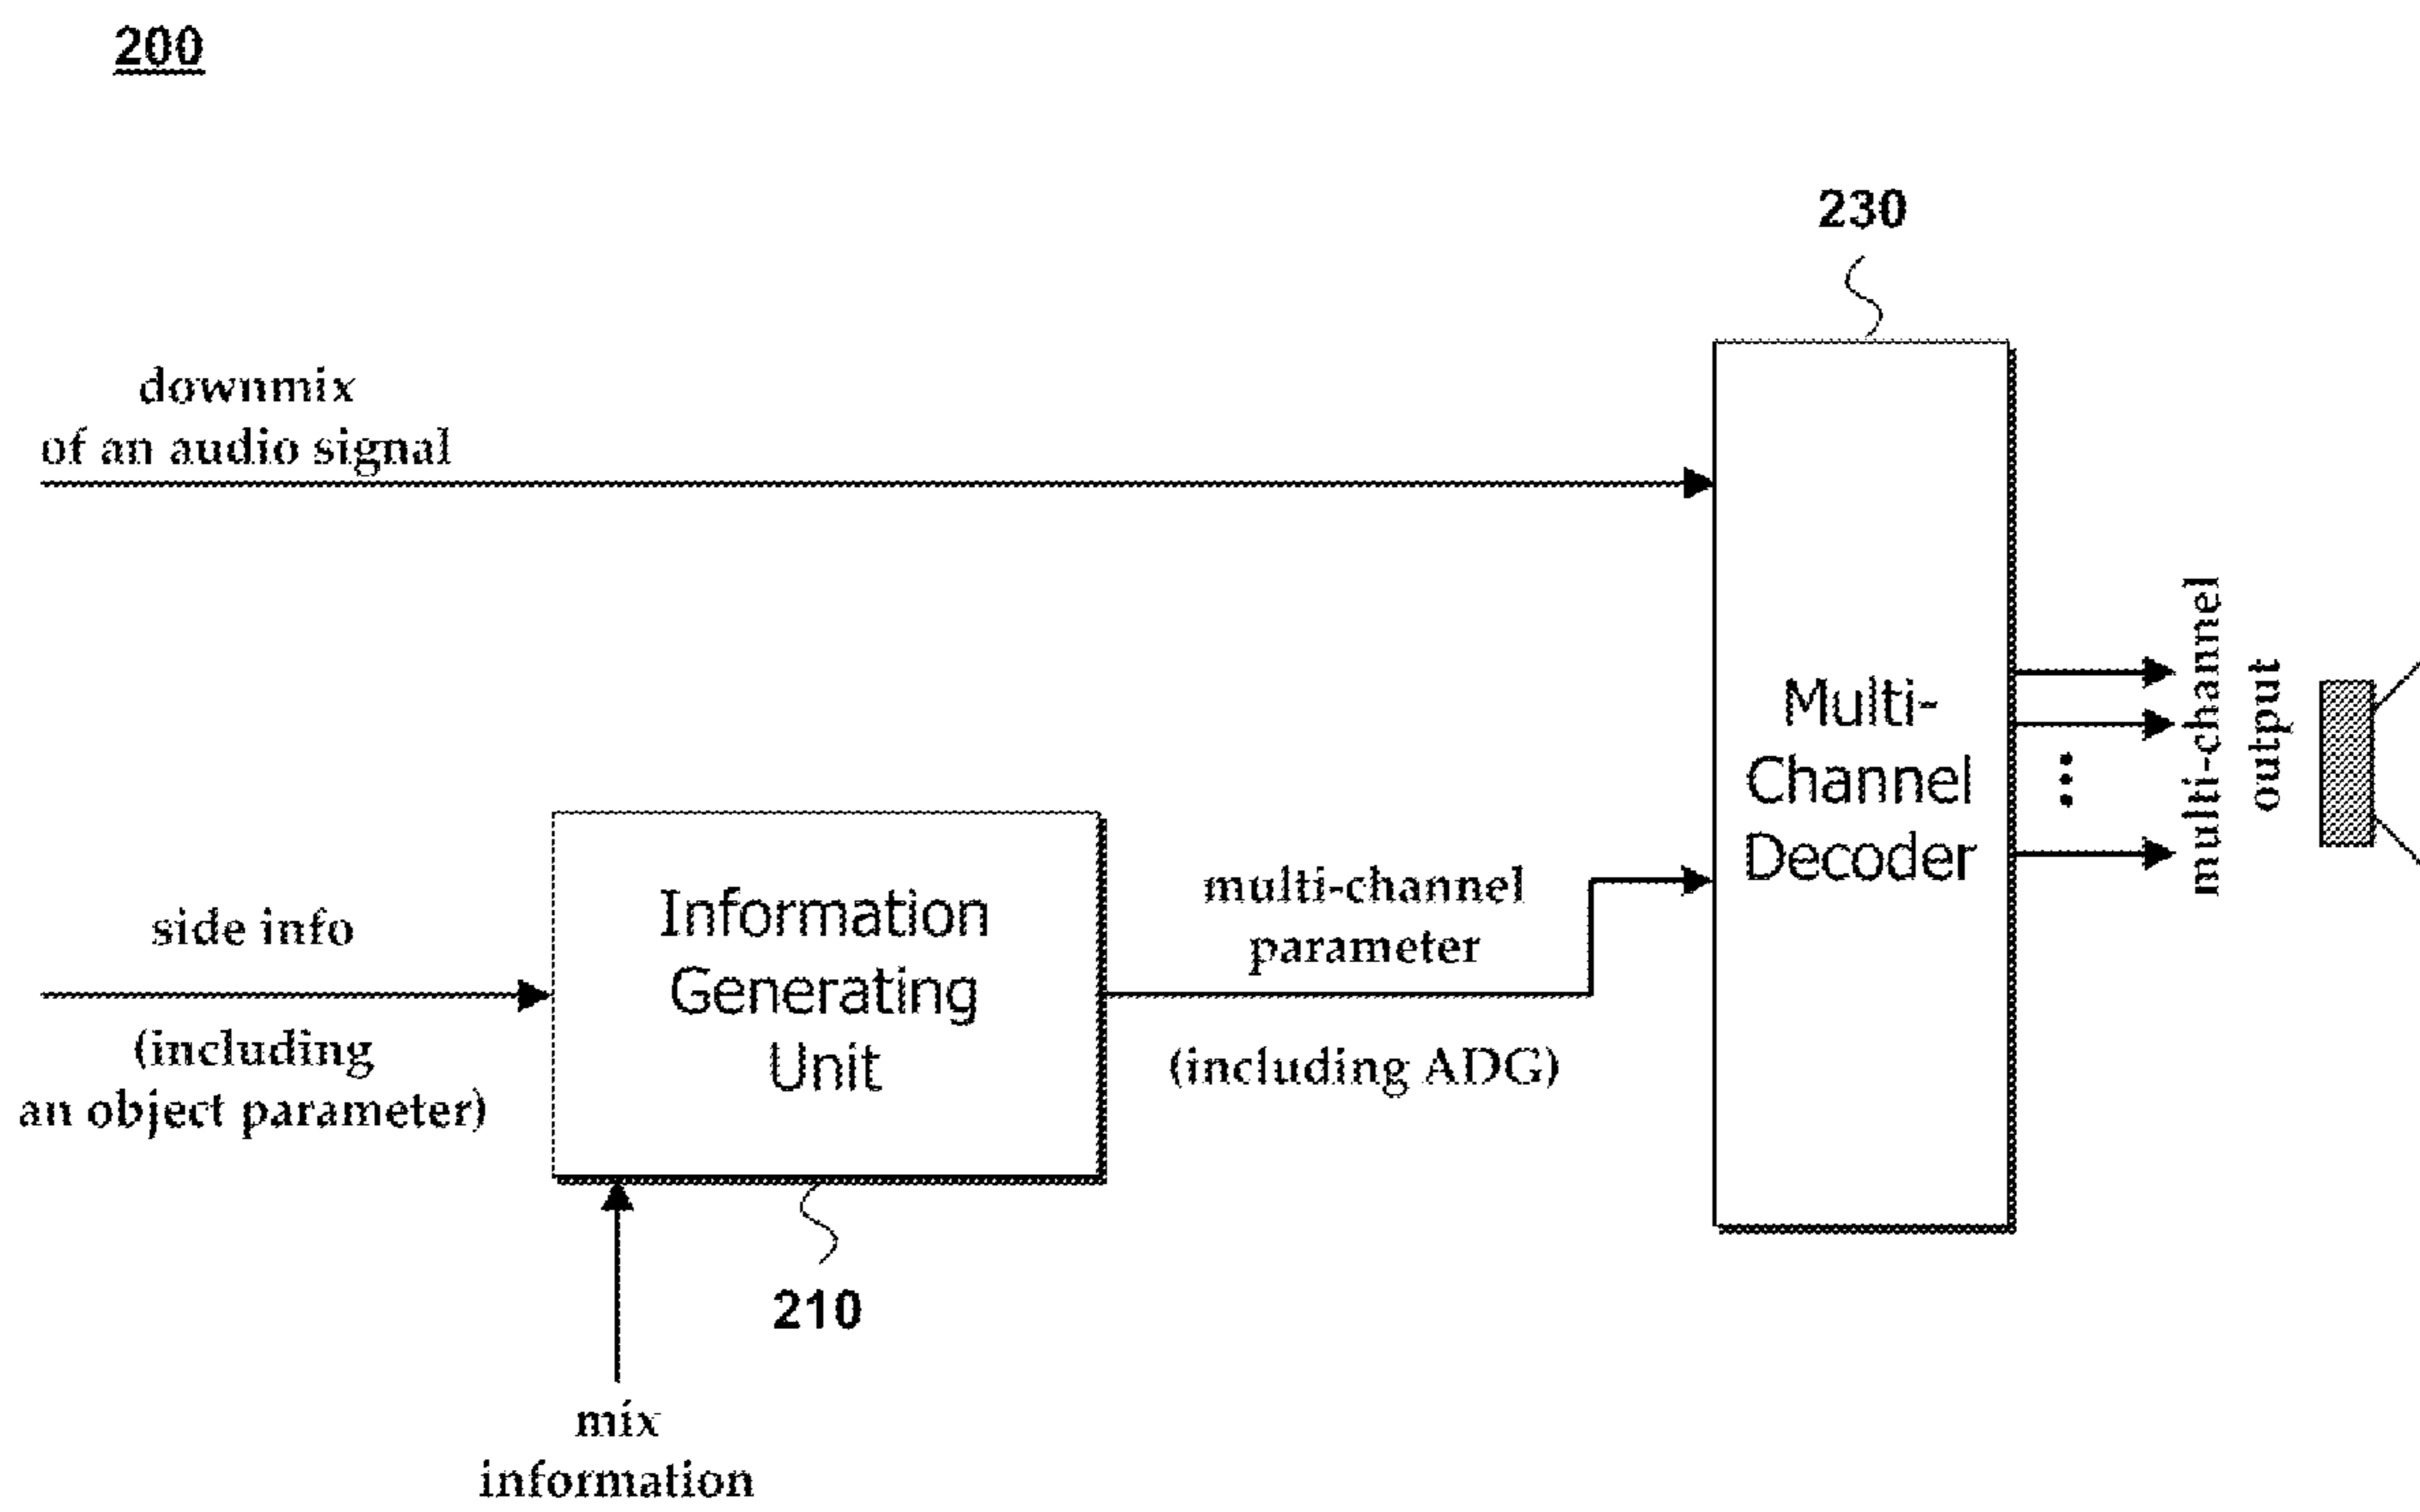 200
230
downmix
of an audio signal
multi-channel
output
Multi-
Channel
Decoder
side info
(including
an object parameter)
Information
Generating
Unit
multi-channel
parameter
(including ADG)
210
mix
information